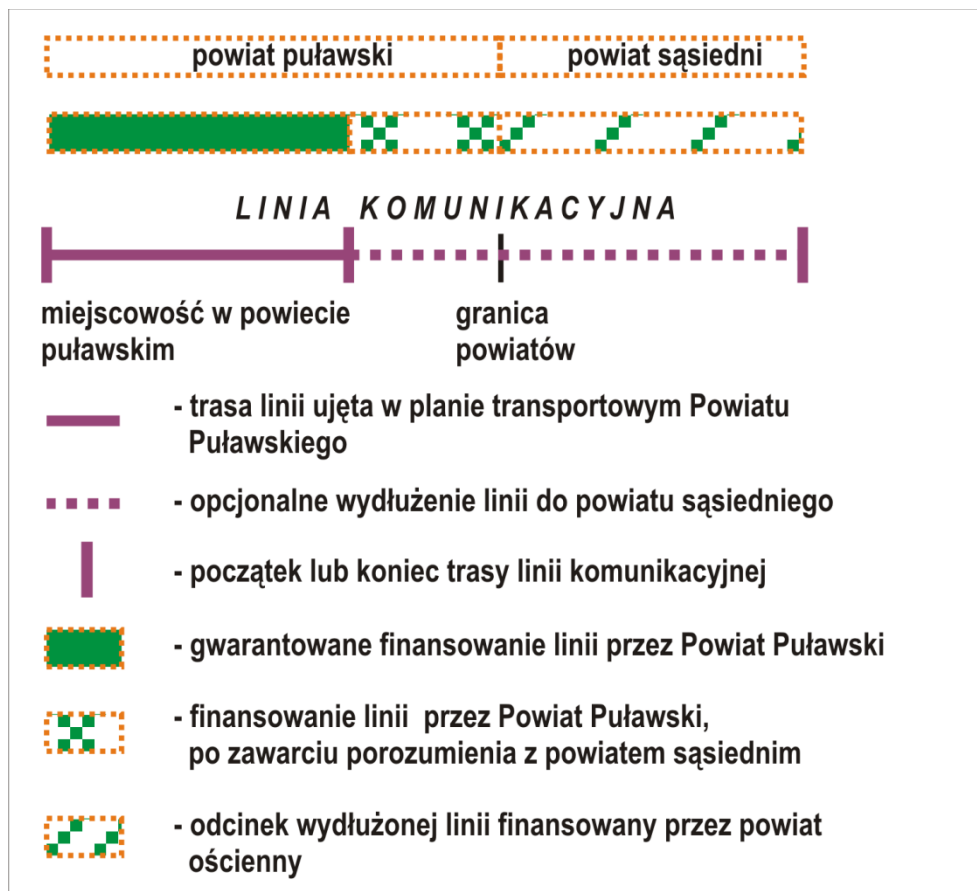 powiat puławski powiat sąsiedni
LINIA KOMUNIKACYJNA
miejscowość w powiecie puławskim
granica powiatów
- trasa linii ujęta w planie transportowym Powiatu
Puławskiego
- opcjonalne wydłużenie linii do powiatu sąsiedniego
- początek lub koniec trasy linii komunikacyjnej
- gwarantowane finansowanie linii przez Powiat Puławski
- finansowanie linii przez Powiat Puławski,
po zawarciu porozumienia z powiatem sąsiednim
- odcinek wydłużonej linii finansowany przez powiat
ościenny